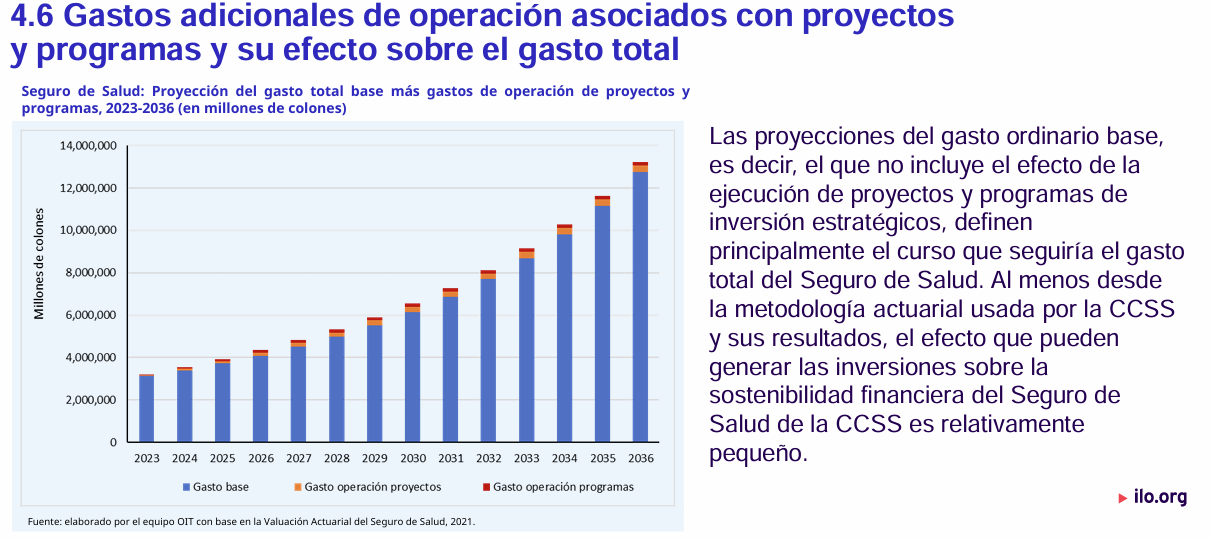 4.6 Gastos adicionales de operación asociados con proyectos
y programas y su efecto sobre el gasto total
Seguro de Salud: Proyección del gasto total base más gastos de operación de proyectos y
programas, 2023-2036 (en millones de colones)
Millones de colones
14,000,000
12,000,000
10,000,000
8,000,000
6,000,000
4,000,000
2,000,000
0
2023 2024 2025 2026 2027 2028 2029 2030 2031 2032 2033 2034 2035 2036
Gasto base Gasto operación proyectos Gasto operación programas
Fuente: elaborado por el equipo OIT con base en la Valuación Actuarial del Seguro de Salud, 2021.
Las proyecciones del gasto ordinario base,
es decir, el que no incluye el efecto de la
ejecución de proyectos y programas de
inversión estratégicos, definen
principalmente el curso que seguiría el gasto
total del Seguro de Salud. Al menos desde
la metodología actuarial usada por la CCSS
y sus resultados, el efecto que pueden
generar las inversiones sobre la
sostenibilidad financiera del Seguro de
Salud de la CCSS es relativamente
pequeño.
ilo.org